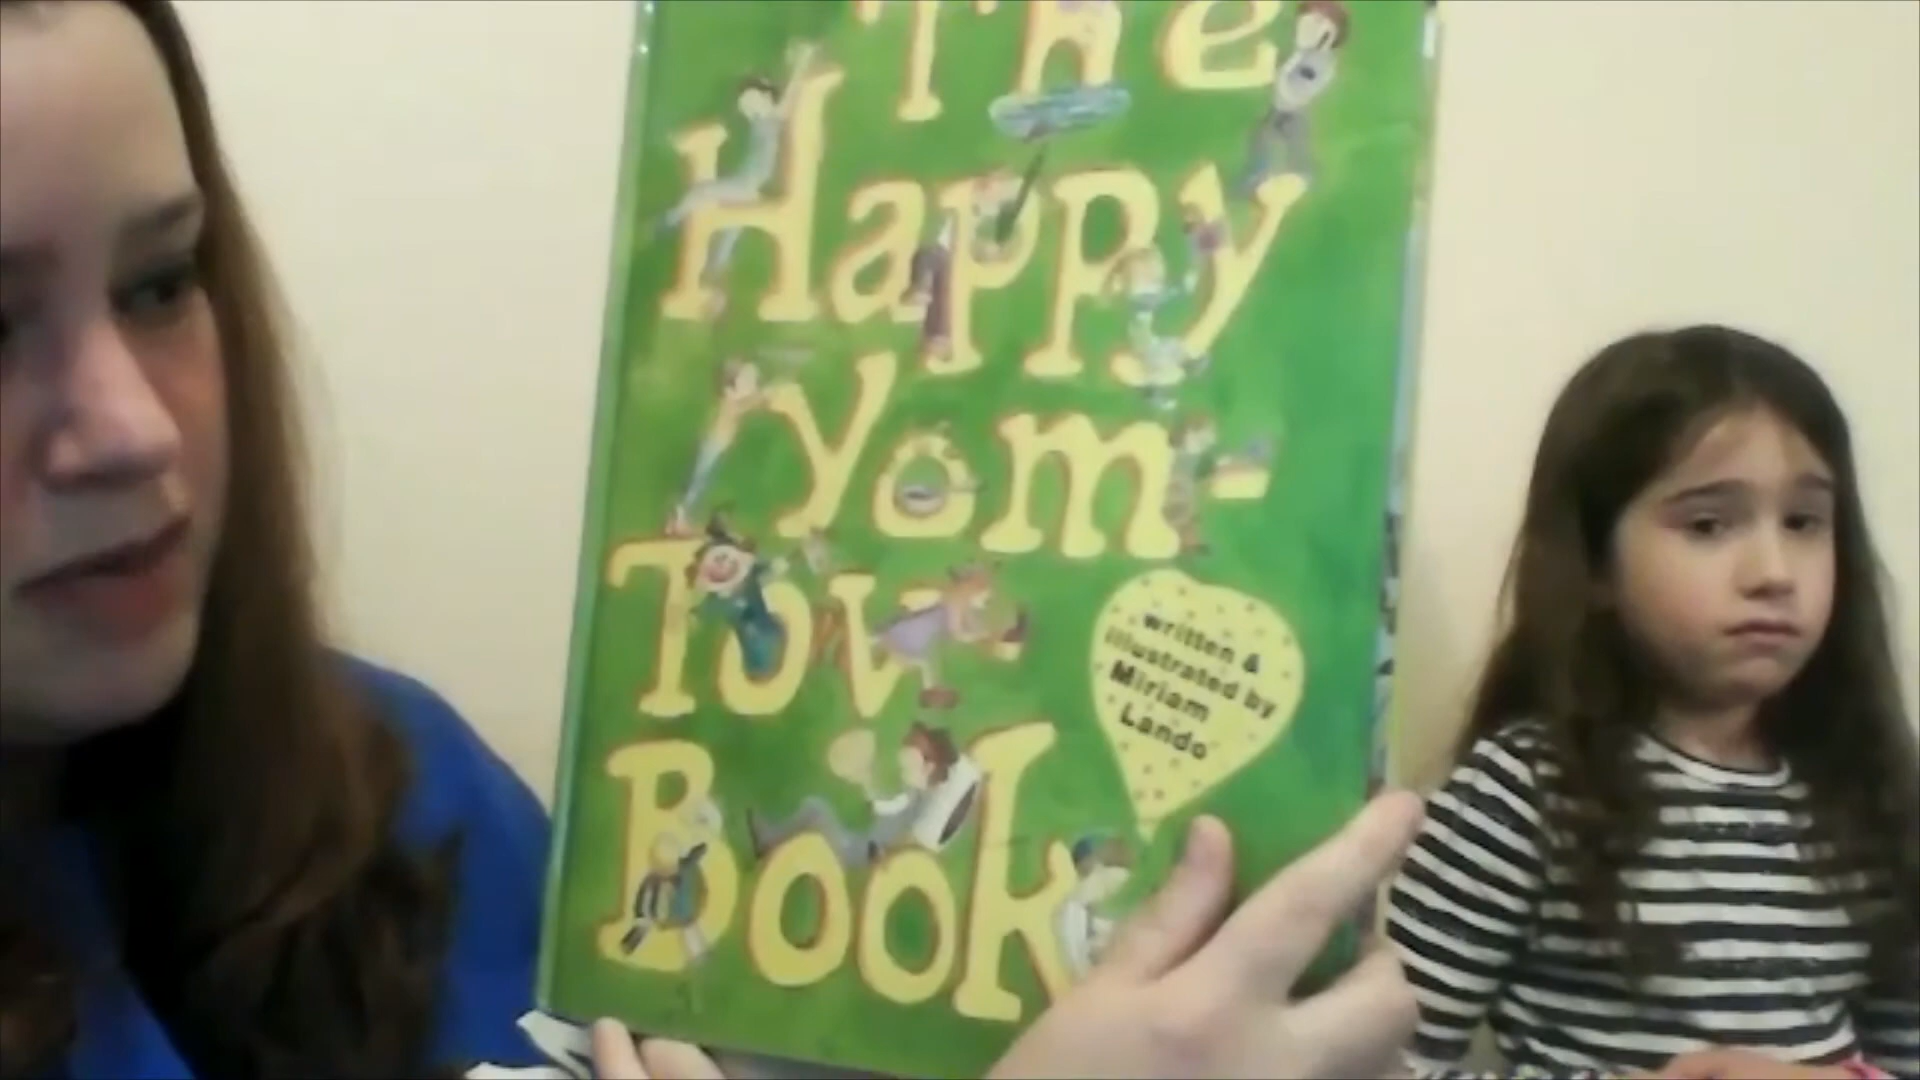 The
Happy
Yom-
Tov
Book
written &
illustrated by
Miriam
Lando